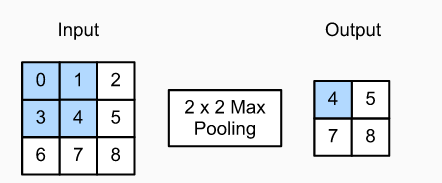 Input
Output
0 1 2
3 4 5
6 7 8
2 x 2 Max
Pooling
4 5
7 8